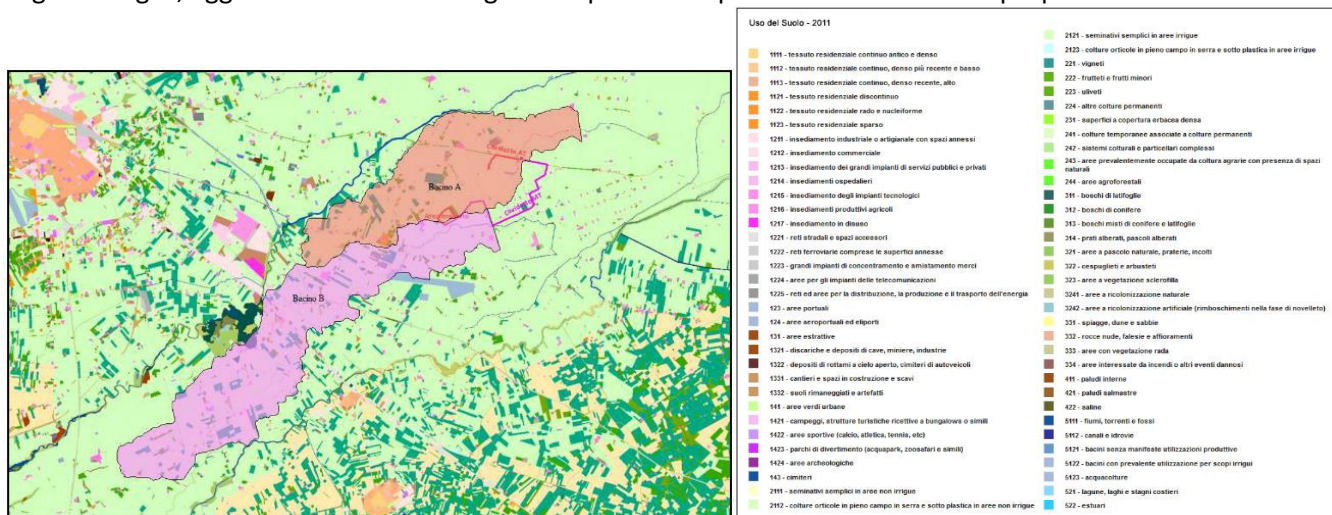 Uso del Suolo - 2011
1111 - tessuto residenziale continuo antico e denso
1112 - tessuto residenziale continuo, denso più recente e basso
1113 - tessuto residenziale continuo, denso recente, alto
1121 - tessuto residenziale discontinuo
1122 - tessuto residenziale rado e nucleiforme
1123 - tessuto residenziale sparso
1211 - insediamento industriale o artigianale con spazi annessi
1212 - insediamento commerciale
1213 - insediamento dei grandi impianti di servizi pubblici e privati
1214 - insediamenti ospedalieri
1215 - insediamento degli impianti tecnologici
1216 - insediamenti produttivi agricoli
1217 - insediamento in disuso
1221 - reti stradali e spazi accessori
1222 - reti ferroviarie comprese le superfici annesse
1223 - grandi impianti di concentramento e smistamento merci
1224 - aree per gli impianti delle telecomunicazioni
1225 - reti ed aree per la distribuzione, la produzione e il trasporto dell'energia
123 - aree portuali
124 - aree aeroportuali ed eliporti
131 - aree estrattive
1321 - discariche e depositi di cave, miniere, industrie
1322 - depositi di rottami a cielo aperto, cimiteri di autoveicoli
1331 - cantieri e spazi in costruzione e scavi
1332 - suoli rimaneggiati e artefatti
141 - aree verdi urbane
1421 - campeggi, strutture turistiche ricettive a bungalows o simili
1422 - aree sportive (calcio, atletica, tennis, etc)
1423 - parchi di divertimento (acquapark, zoosafari e simili)
1424 - aree archeologiche
143 - cimiteri
2111 - seminativi semplici in aree non irrigue
2112 - colture orticole in pieno campo in serra e sotto plastica in aree non irrigue
2121 - seminativi semplici in aree irrigue
2123 - colture orticole in pieno campo in serra e sotto plastica in aree irrigue
221 - vigneti
222 - frutteti e frutti minori
223 - uliveti
224 - altre colture permanenti
231 - superfici a copertura erbacea densa
241 - colture temporanee associate a colture permanenti
242 - sistemi colturali e particellari complessi
243 - aree prevalentemente occupate da coltura agrarie con presenza di spazi
naturali
244 - aree agroforestali
311 - boschi di latifoglie
312 - boschi di conifere
313 - boschi misti di conifere e latifoglie
314 - prati alberati, pascoli alberati
321 - aree a pascolo naturale, praterie, incolti
322 - cespuglieti e arbusteti
323 - aree a vegetazione sclerofilla
3241 - aree a ricolonizzazione naturale
3242 - aree a ricolonizzazione artificiale (rimboschimenti nella fase di novelleto)
331 - spiagge, dune e sabbie
332 - rocce nude, falesie e affioramenti
333 - aree con vegetazione rada
334 - aree interessate da incendi o altri eventi dannosi
411 - paludi interne
421 - paludi salmastre
422 - saline
5111 - fiumi, torrenti e fossi
5112 - canali e idrovie
5121 - bacini senza manifeste utilizzazioni produttive
5122 - bacini con prevalente utilizzazione per scopi irrigui
5123 - acquacolture
521 - lagune, laghi e stagni costieri
522 - estuari
Cavidotto AT
Bacino A
Cavidotto AT
Bacino B